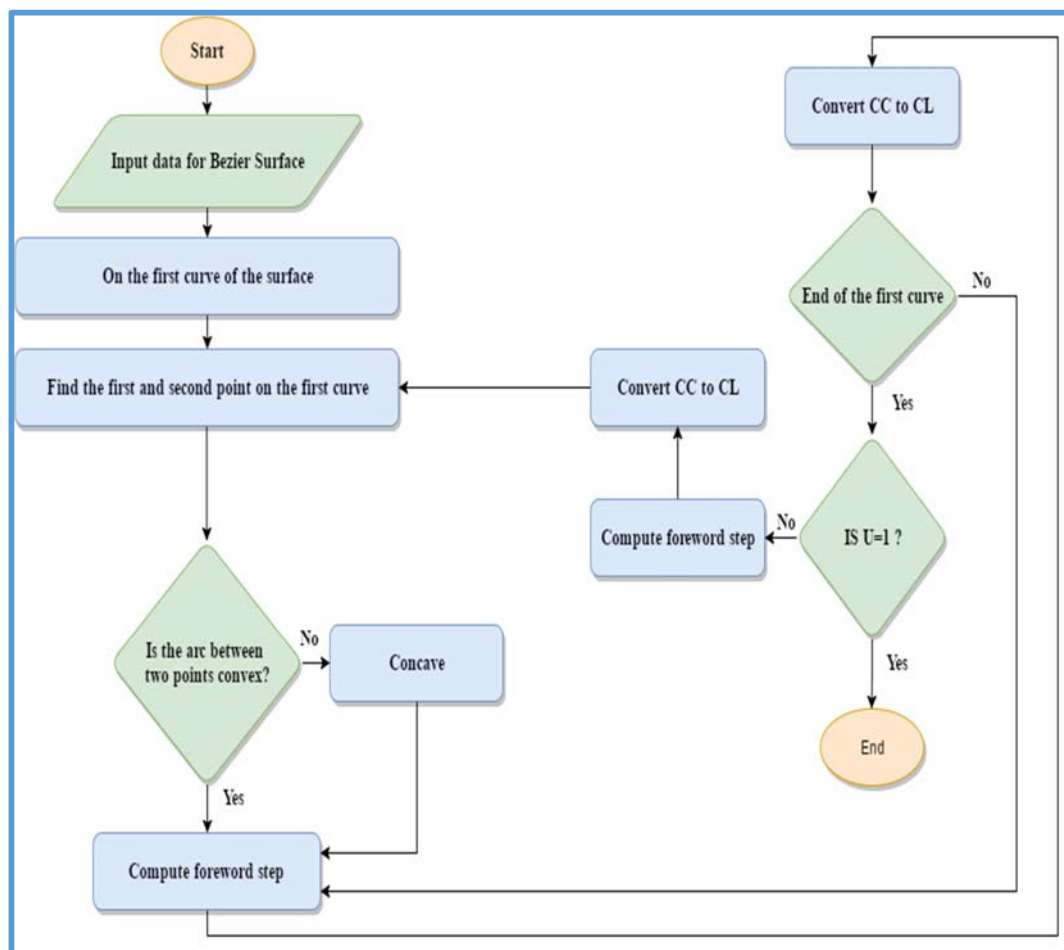 Start
Input data for Bezier Surface
On the first curve of the surface
Find the first and second point on the first curve
Is the arc between
two points convex?
No
Concave
Yes
Compute foreword step
Convert CC to CL
End of the first curve
No
Yes
IS U=1 ?
No
Compute foreword step
Convert CC to CL
Yes
End